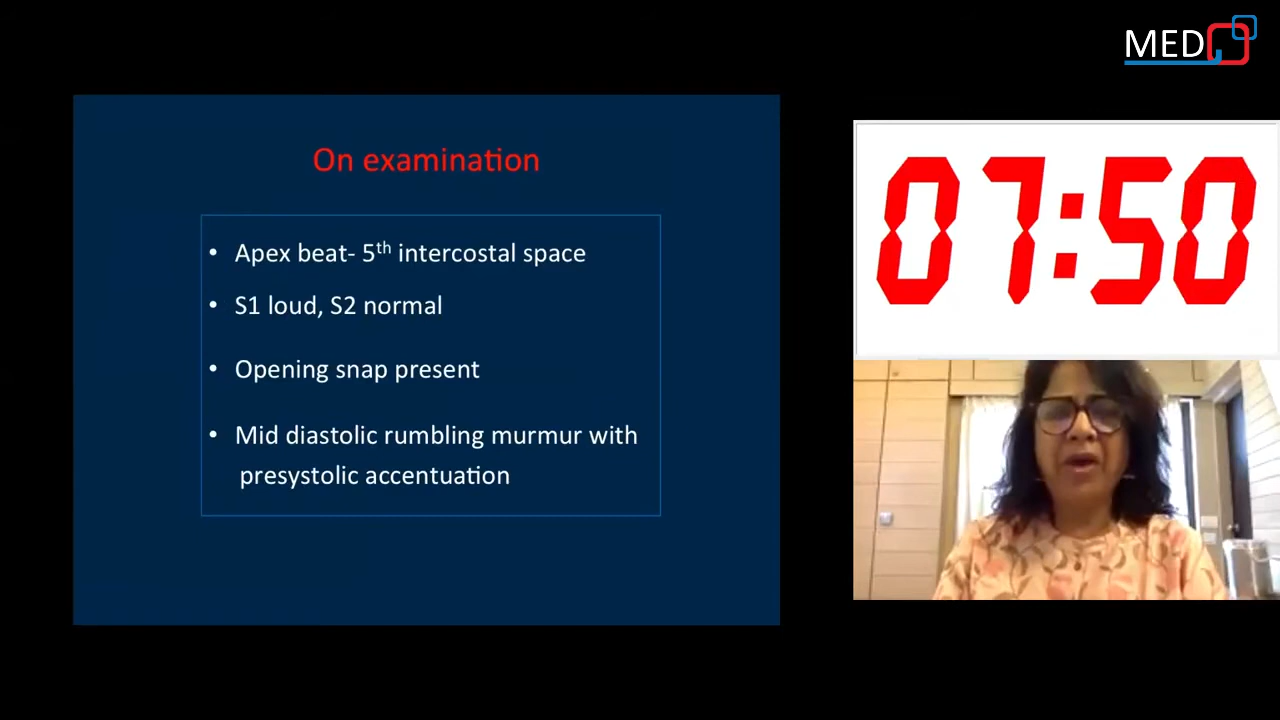 MED
On examination
• Apex beat- 5th intercostal space
• S1 loud, S2 normal
• Opening snap present
• Mid diastolic rumbling murmur with
presystolic accentuation
07:50